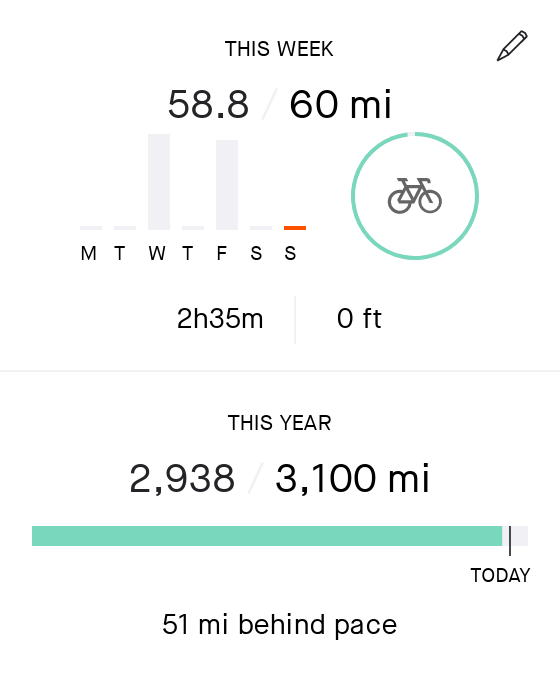 THIS WEEK
58.8 / 60 mi
M T W T F S S
2h35m 0 ft
THIS YEAR
2,938 / 3,100 mi
TODAY
51 mi behind pace